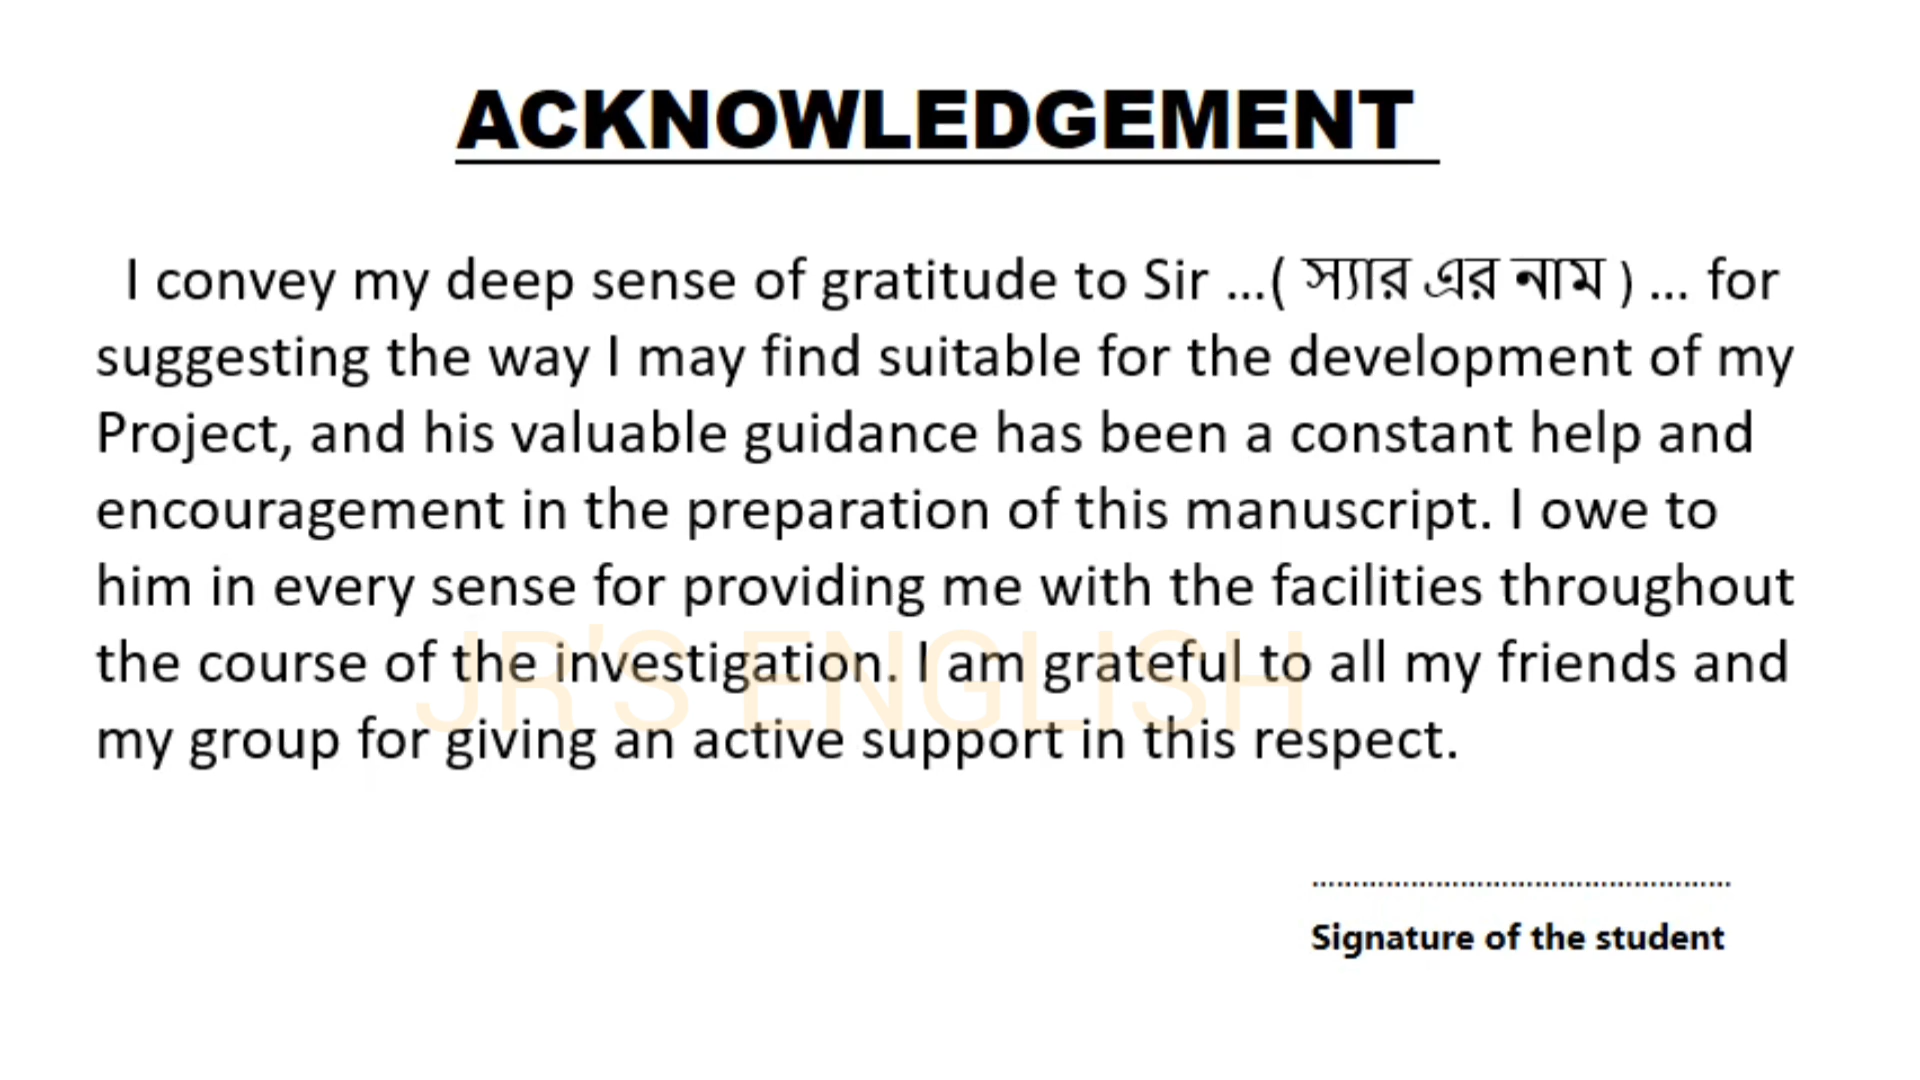 ACKNOWLEDGEMENT
I convey my deep sense of gratitude to Sir ...( স্যার এর নাম ) ... for
suggesting the way I may find suitable for the development of my
Project, and his valuable guidance has been a constant help and
encouragement in the preparation of this manuscript. I owe to
him in every sense for providing me with the facilities throughout
the course of the investigation. I am grateful to all my friends and
JR'S ENGLISH
my group for giving an active support in this respect.
................................................
Signature of the student